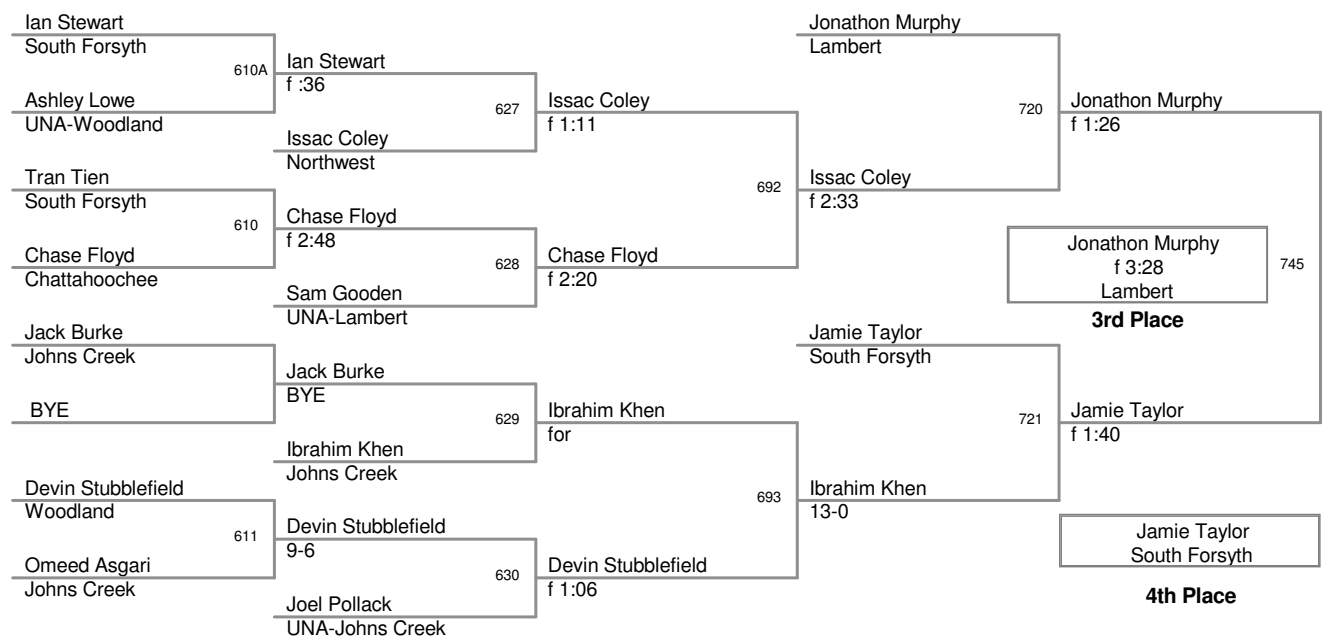 Ian Stewart
South Forsyth
610A
Ashley Lowe
UNA-Woodland
Tran Tien
South Forsyth
610
Chase Floyd
Chattahoochee
Jack Burke
Johns Creek
BYE
Devin Stubblefield
Woodland
611
Omeed Asgari
Johns Creek
Ian Stewart
f :36
627
Issac Coley
Northwest
Chase Floyd
f 2:48
628
Sam Gooden
UNA-Lambert
Jack Burke
BYE
629
Ibrahim Khen
Johns Creek
Devin Stubblefield
9-6
630
Joel Pollack
UNA-Johns Creek
Issac Coley
f 1:11
692
Chase Floyd
f 2:20
Ibrahim Khen
for
693
Devin Stubblefield
f 1:06
Jonathon Murphy
Lambert
720
Issac Coley
f 2:33
Jamie Taylor
South Forsyth
721
Ibrahim Khen
13-0
Jonathon Murphy
f 1:26
Jonathon Murphy
f 3:28
Lambert
745
3rd Place
Jamie Taylor
f 1:40
Jamie Taylor
South Forsyth
4th Place